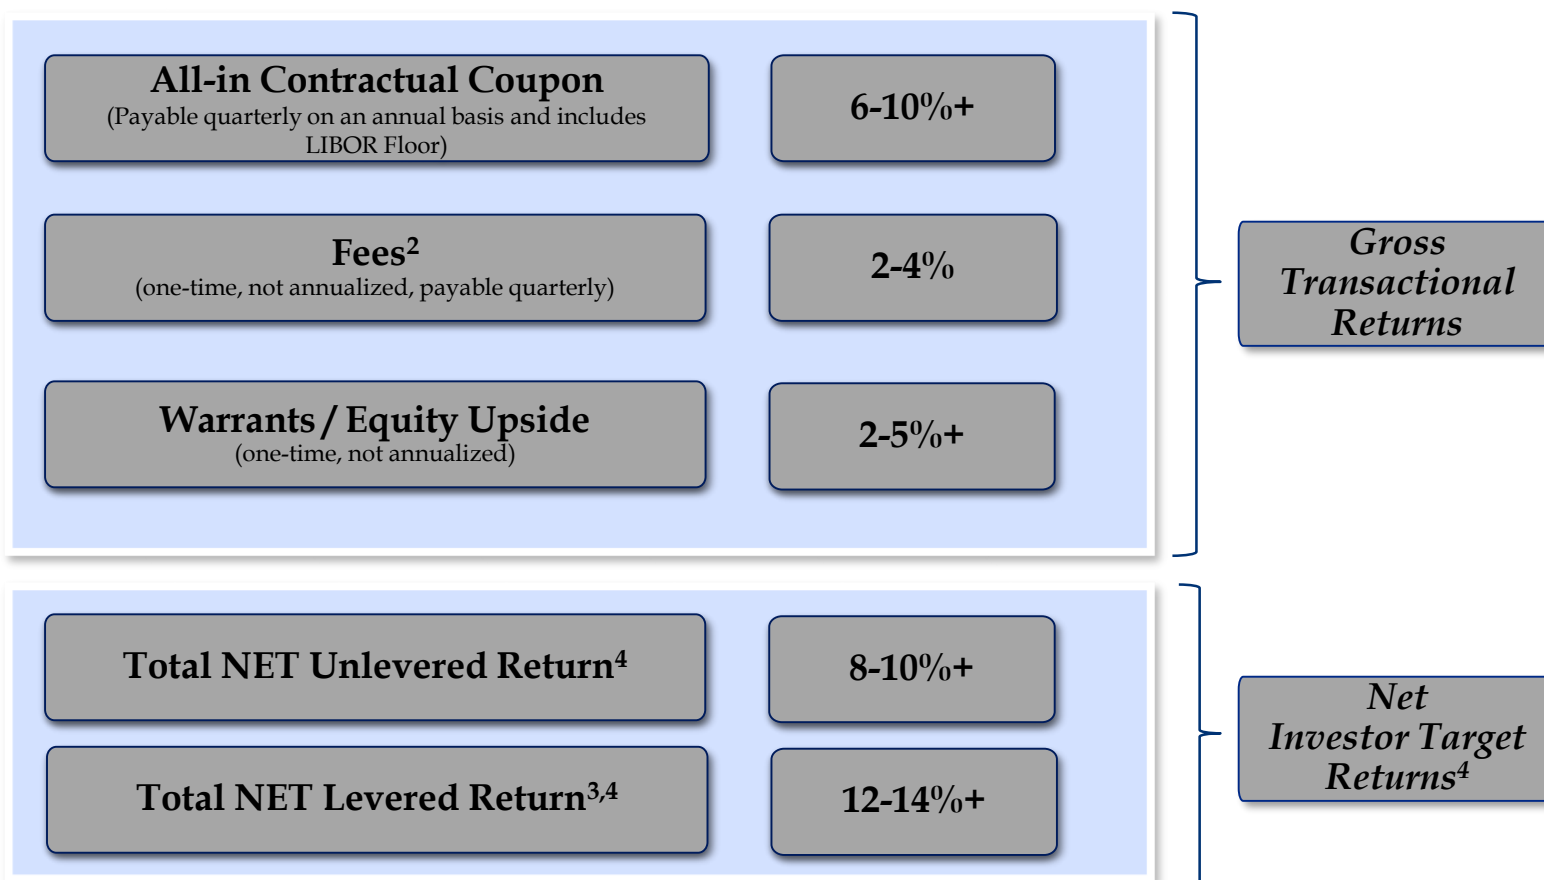 All-in Contractual Coupon
(Payable quarterly on an annual basis and includes
LIBOR Floor)
6-10%+
Fees²
(one-time, not annualized, payable quarterly)
2-4%
Warrants / Equity Upside
(one-time, not annualized)
2-5%+
Gross
Transactional
Returns
Total NET Unlevered Return⁴
8-10%+
Total NET Levered Return³,⁴
12-14%+
Net
Investor Target
Returns⁴